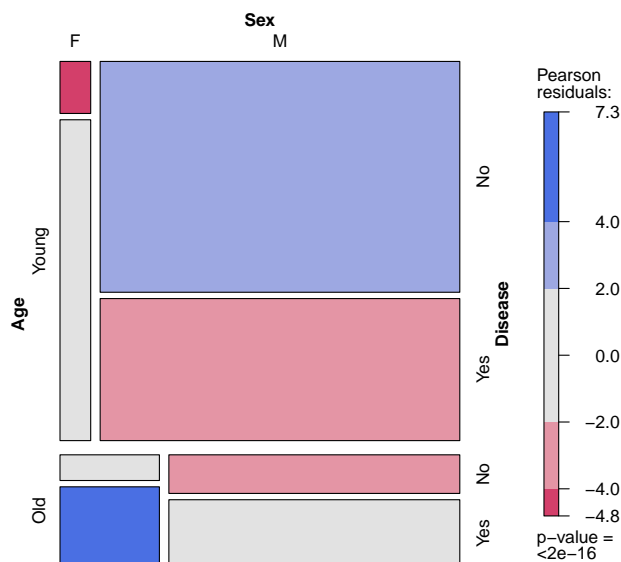 Sex
F M
Age
Young
Old
No
Yes
No
Yes
Disease
Pearson
residuals:
7.3
4.0
2.0
0.0
−2.0
−4.0
−4.8
p−value =
<2e−16